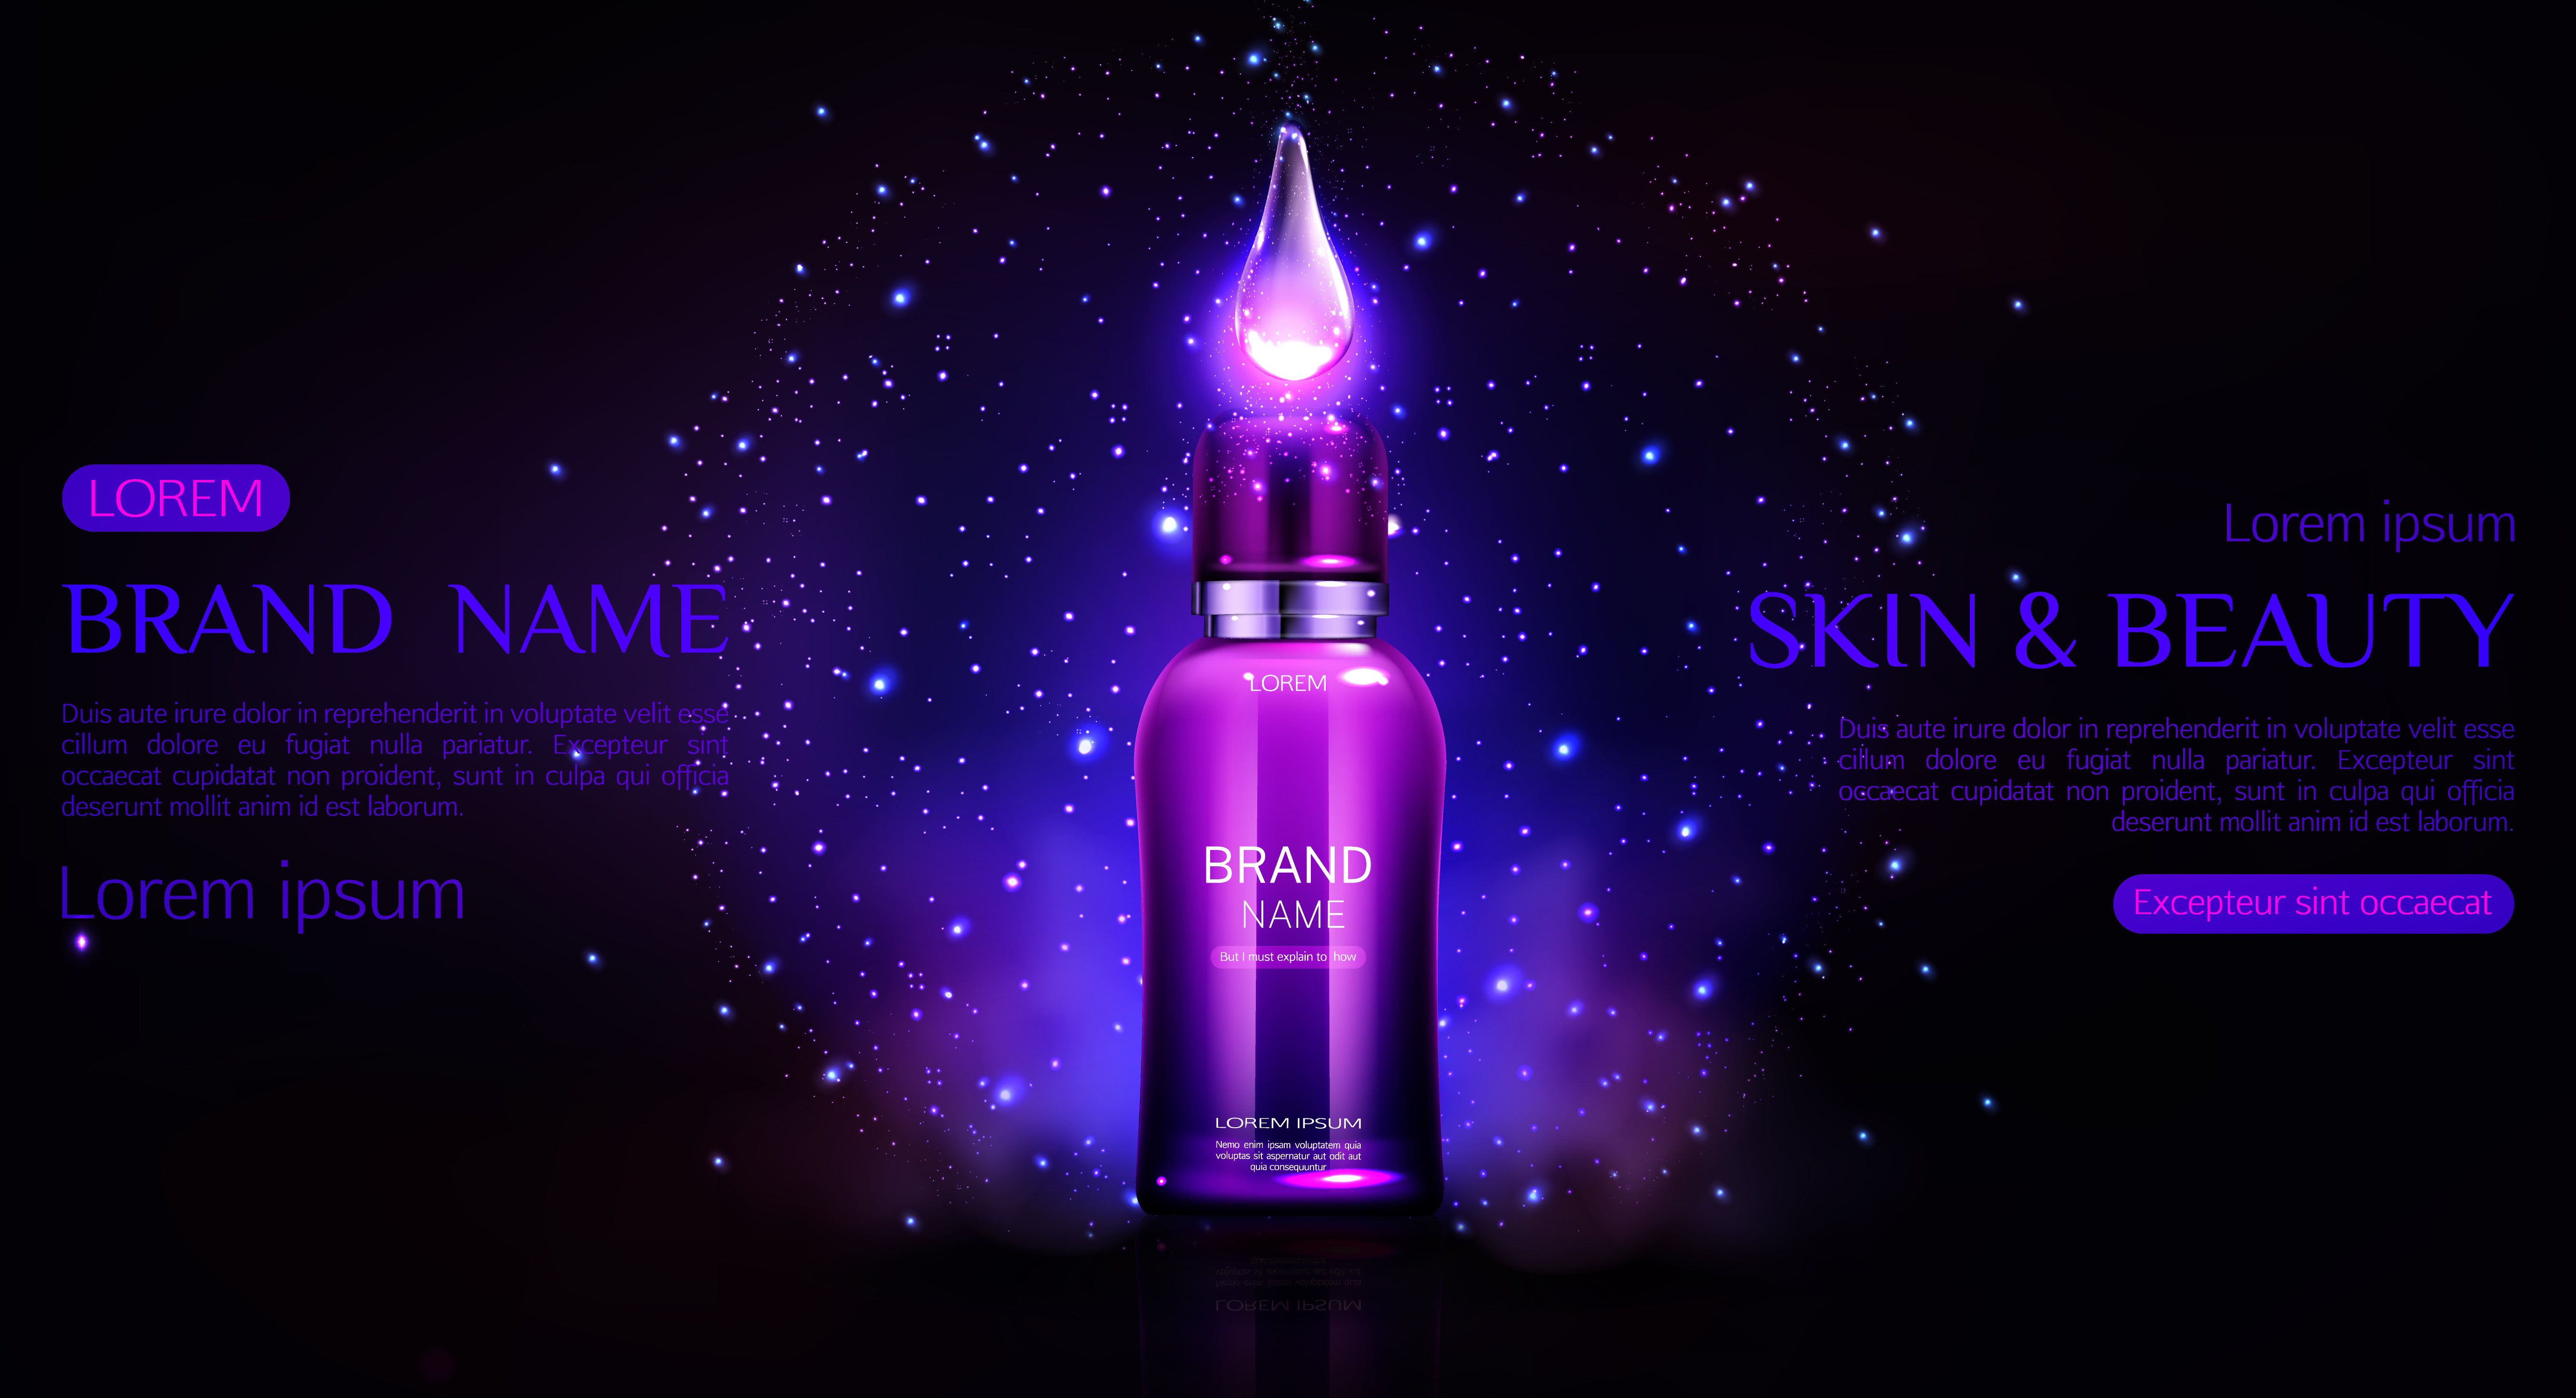 LOREM
BRAND NAME
Duis aute irure dolor in reprehenderit in voluptate velit esse
cillum dolore eu fugiat nulla pariatur. Excepteur sint
occaecat cupidatat non proident, sunt in culpa qui officia
deserunt mollit anim id est laborum.
Lorem ipsum
LOREM
BRAND
NAME
But I must explain to how
LOREM IPSUM
Nemo enim ipsam voluptatem quia
voluptas sit aspernatur aut odit aut
quia consequuntur
Lorem ipsum
SKIN & BEAUTY
Duis aute irure dolor in reprehenderit in voluptate velit esse
cillum dolore eu fugiat nulla pariatur. Excepteur sint
occaecat cupidatat non proident, sunt in culpa qui officia
deserunt mollit anim id est laborum.
Excepteur sint occaecat